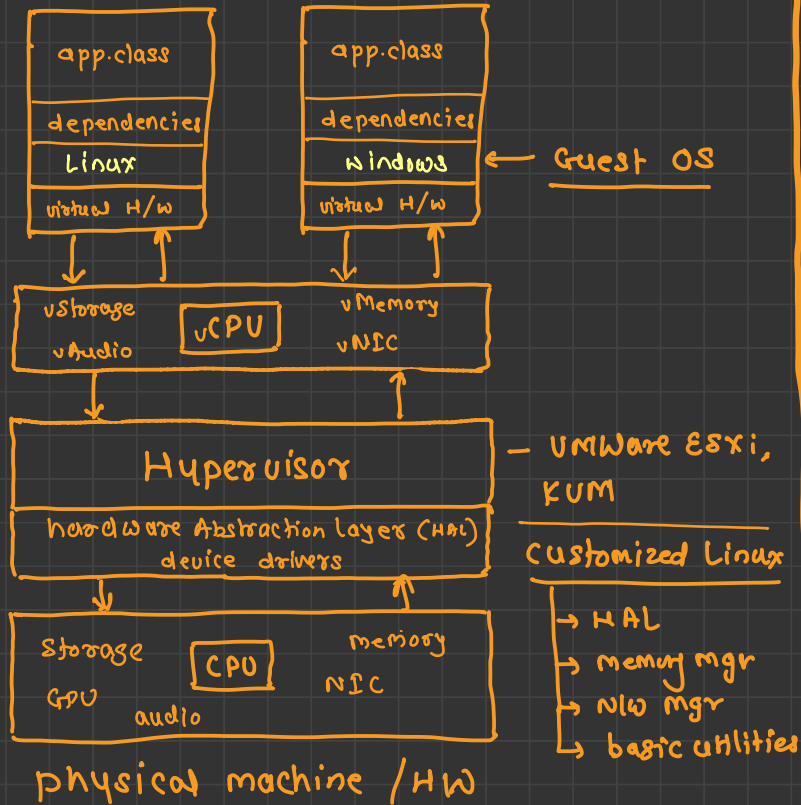 app.class
dependencies
Linux
virtual H/W
app.class
dependencies
Windows
virtual H/W
Guest OS
vStorage
vCPU
vMemory
vAudio
vNIC
Hypervisor
hardware Abstraction Layer (HAL)
device drivers
VMWare ESXi,
KVM
Customized Linux
HAL
memory mgr
N/W mgr
basic utilities
Storage
CPU
memory
GPU
NIC
audio
physical machine / HW